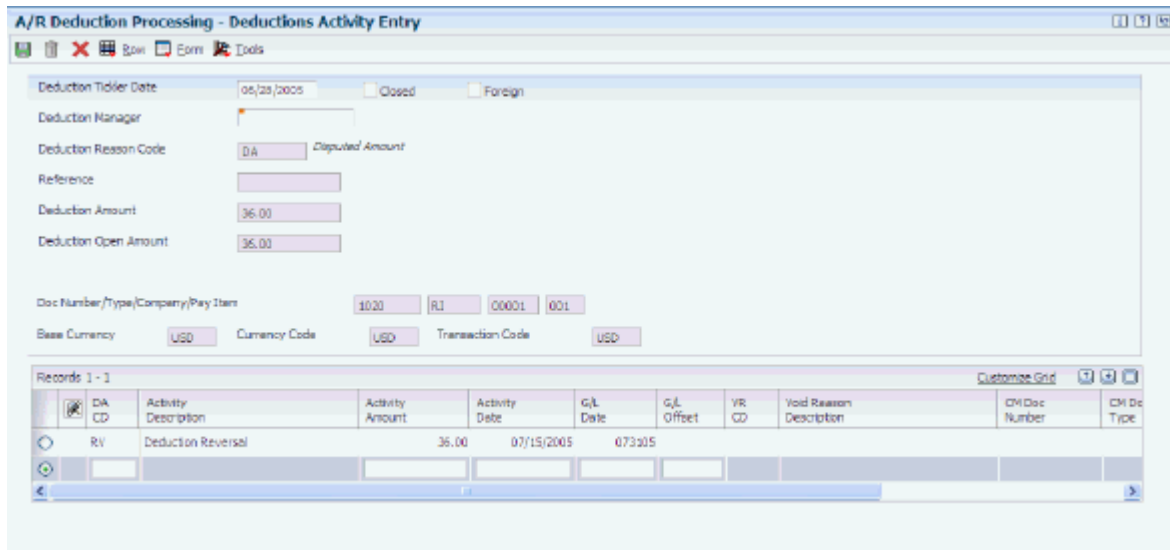 A/R Deduction Processing - Deductions Activity Entry
Row Form Tools
Deduction Tickler Date 06/28/2005 Closed Foreign
Deduction Manager
Deduction Reason Code DA Disputed Amount
Reference
Deduction Amount 36.00
Deduction Open Amount 36.00
Doc Number/Type/Company/Pay Item 1020 RI 00001 001
Base Currency USD Currency Code USD Transaction Code USD
Records 1 - 1 Customize Grid
DA CD Activity Description Activity Amount Activity Date G/L Date G/L Offset VR CD Void Reason Description CM Doc Number CM Do Type
RV Deduction Reversal 36.00 07/15/2005 073105